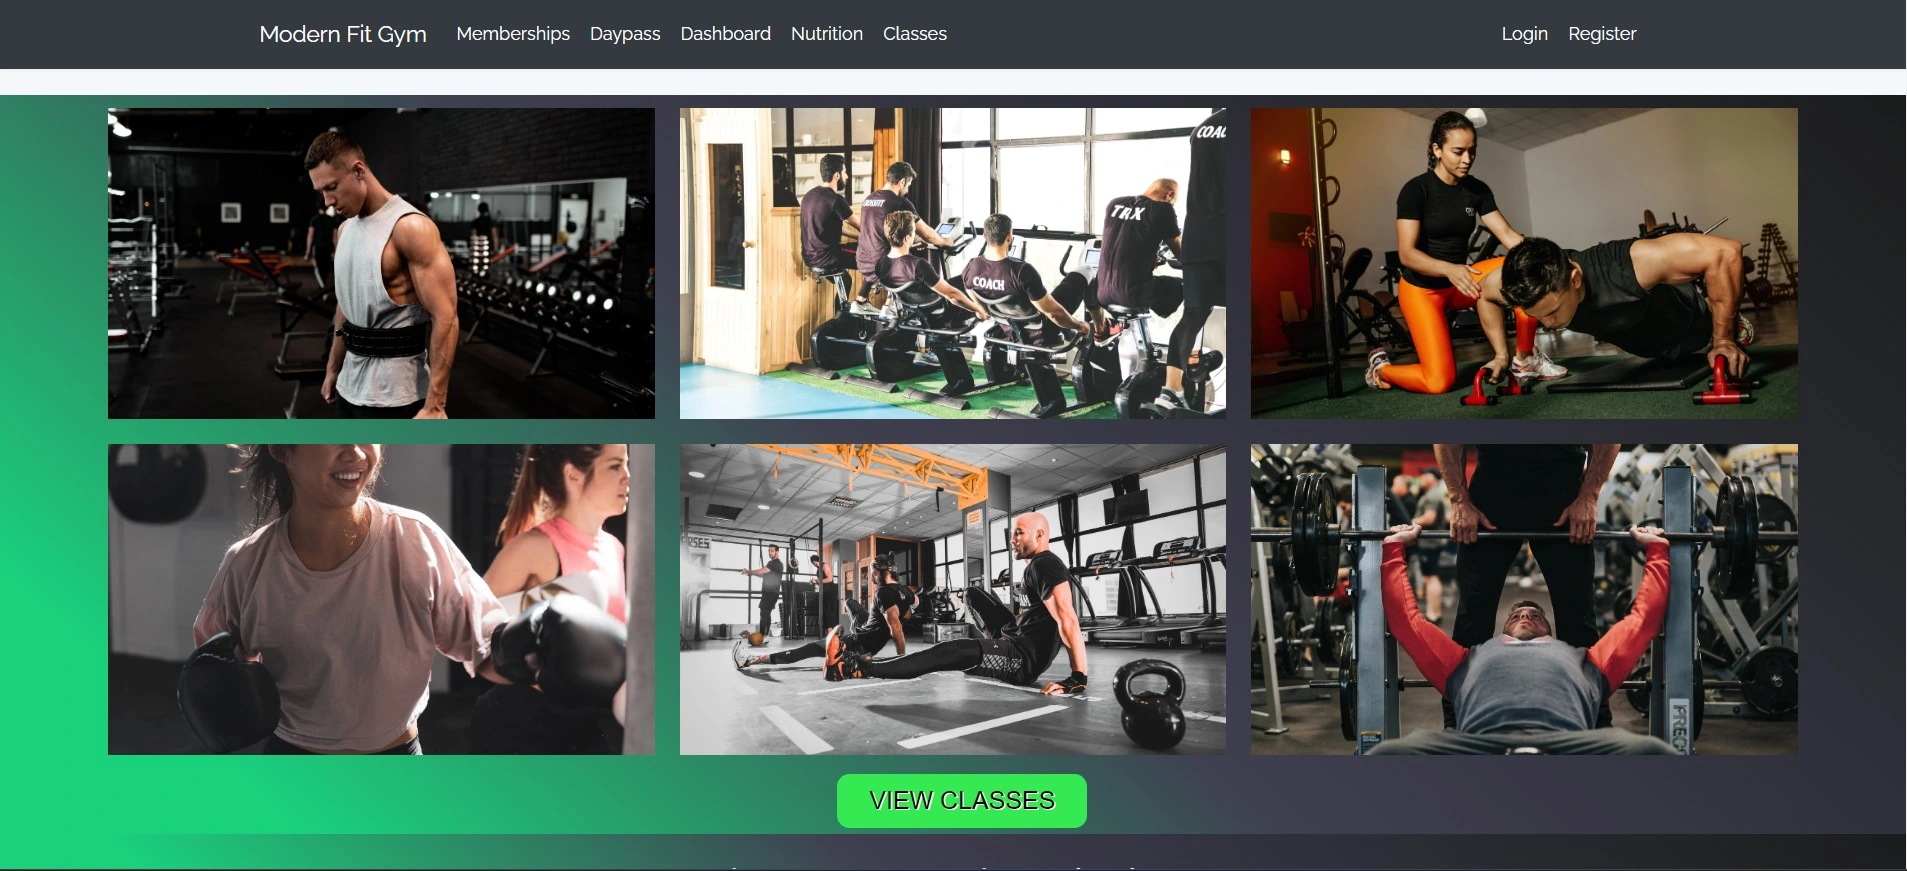 Modern Fit Gym Memberships Daypass Dashboard Nutrition Classes Login Register
COACH
TRX
COACH
VIEW CLASSES